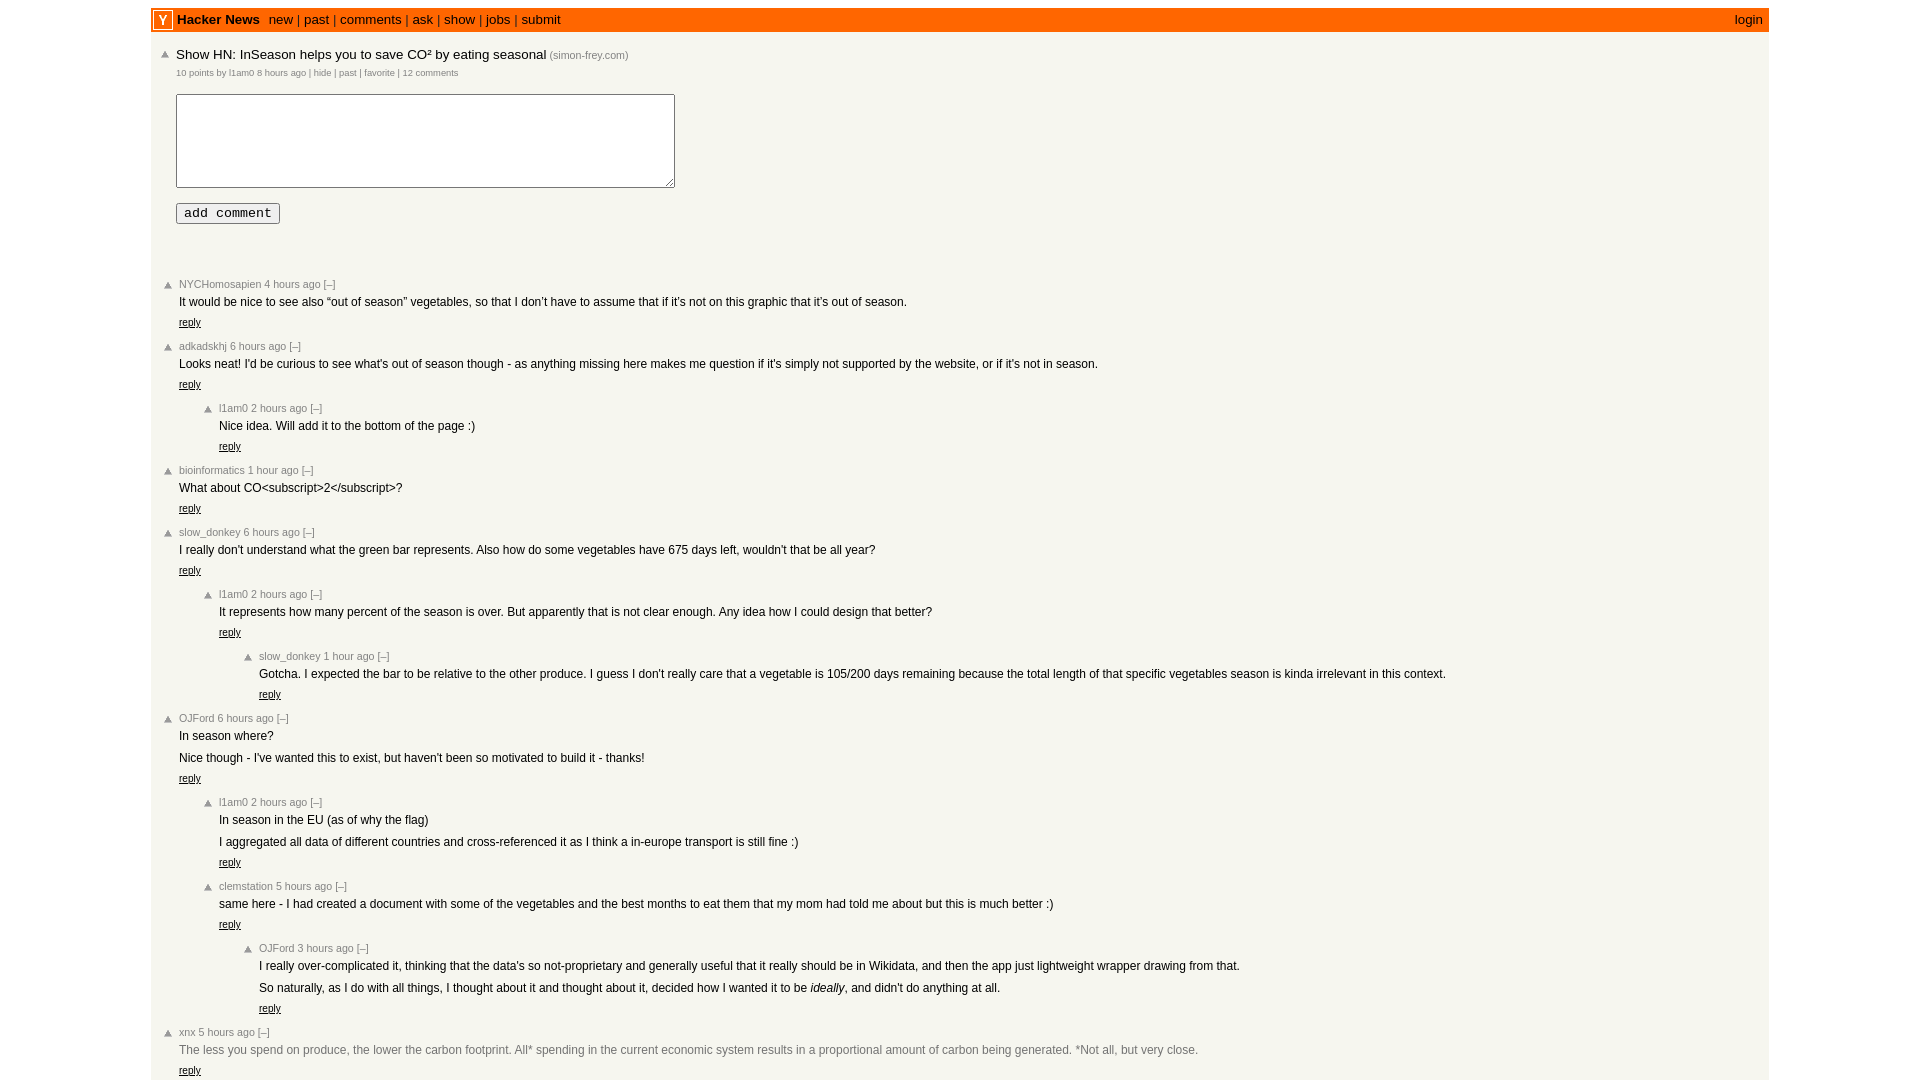 Y Hacker News new | past | comments | ask | show | jobs | submit login
Show HN: InSeason helps you to save CO² by eating seasonal (simon-frey.com)
10 points by l1am0 8 hours ago | hide | past | favorite | 12 comments
add comment
NYCHomosapien 4 hours ago [–]
It would be nice to see also “out of season” vegetables, so that I don’t have to assume that if it’s not on this graphic that it’s out of season.
reply
adkadskhj 6 hours ago [–]
Looks neat! I'd be curious to see what's out of season though - as anything missing here makes me question if it's simply not supported by the website, or if it's not in season.
reply
l1am0 2 hours ago [–]
Nice idea. Will add it to the bottom of the page :)
reply
bioinformatics 1 hour ago [–]
What about CO<subscript>2</subscript>?
reply
slow_donkey 6 hours ago [–]
I really don't understand what the green bar represents. Also how do some vegetables have 675 days left, wouldn't that be all year?
reply
l1am0 2 hours ago [–]
It represents how many percent of the season is over. But apparently that is not clear enough. Any idea how I could design that better?
reply
slow_donkey 1 hour ago [–]
Gotcha. I expected the bar to be relative to the other produce. I guess I don't really care that a vegetable is 105/200 days remaining because the total length of that specific vegetables season is kinda irrelevant in this context.
reply
OJFord 6 hours ago [–]
In season where?
Nice though - I've wanted this to exist, but haven't been so motivated to build it - thanks!
reply
l1am0 2 hours ago [–]
In season in the EU (as of why the flag)
I aggregated all data of different countries and cross-referenced it as I think a in-europe transport is still fine :)
reply
clemstation 5 hours ago [–]
same here - I had created a document with some of the vegetables and the best months to eat them that my mom had told me about but this is much better :)
reply
OJFord 3 hours ago [–]
I really over-complicated it, thinking that the data's so not-proprietary and generally useful that it really should be in Wikidata, and then the app just lightweight wrapper drawing from that.
So naturally, as I do with all things, I thought about it and thought about it, decided how I wanted it to be ideally, and didn't do anything at all.
reply
xnx 5 hours ago [–]
The less you spend on produce, the lower the carbon footprint. All* spending in the current economic system results in a proportional amount of carbon being generated. *Not all, but very close.
reply